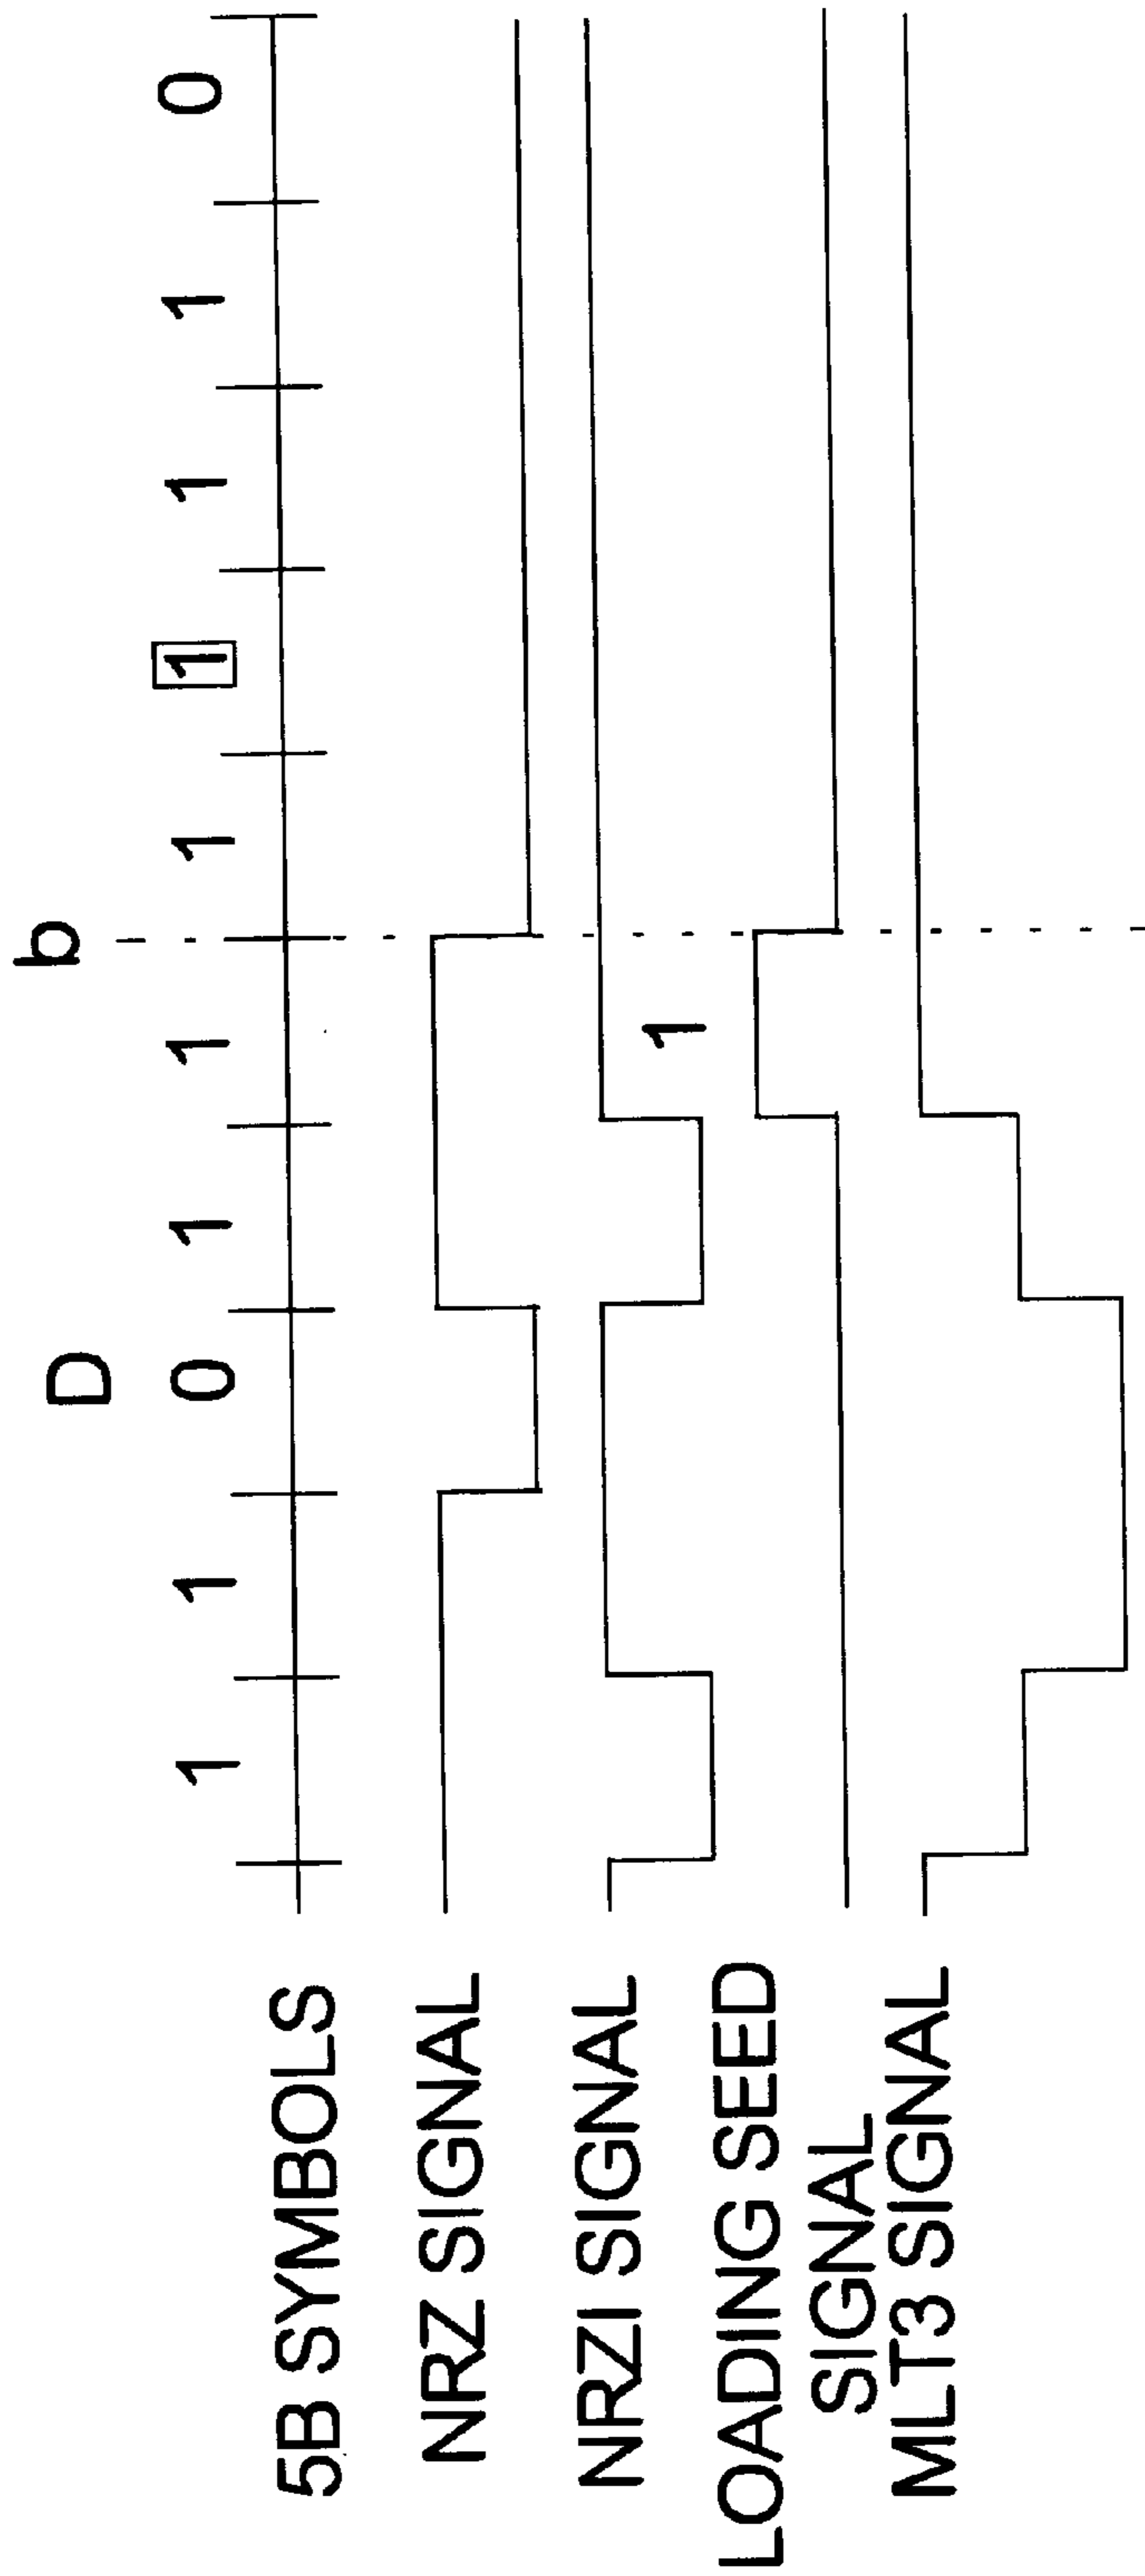 D b
5B SYMBOLS 1 1 0 1 1 1 1 1 1 0
NRZ SIGNAL
NRZI SIGNAL
1
LOADING SEED
SIGNAL
MLT3 SIGNAL